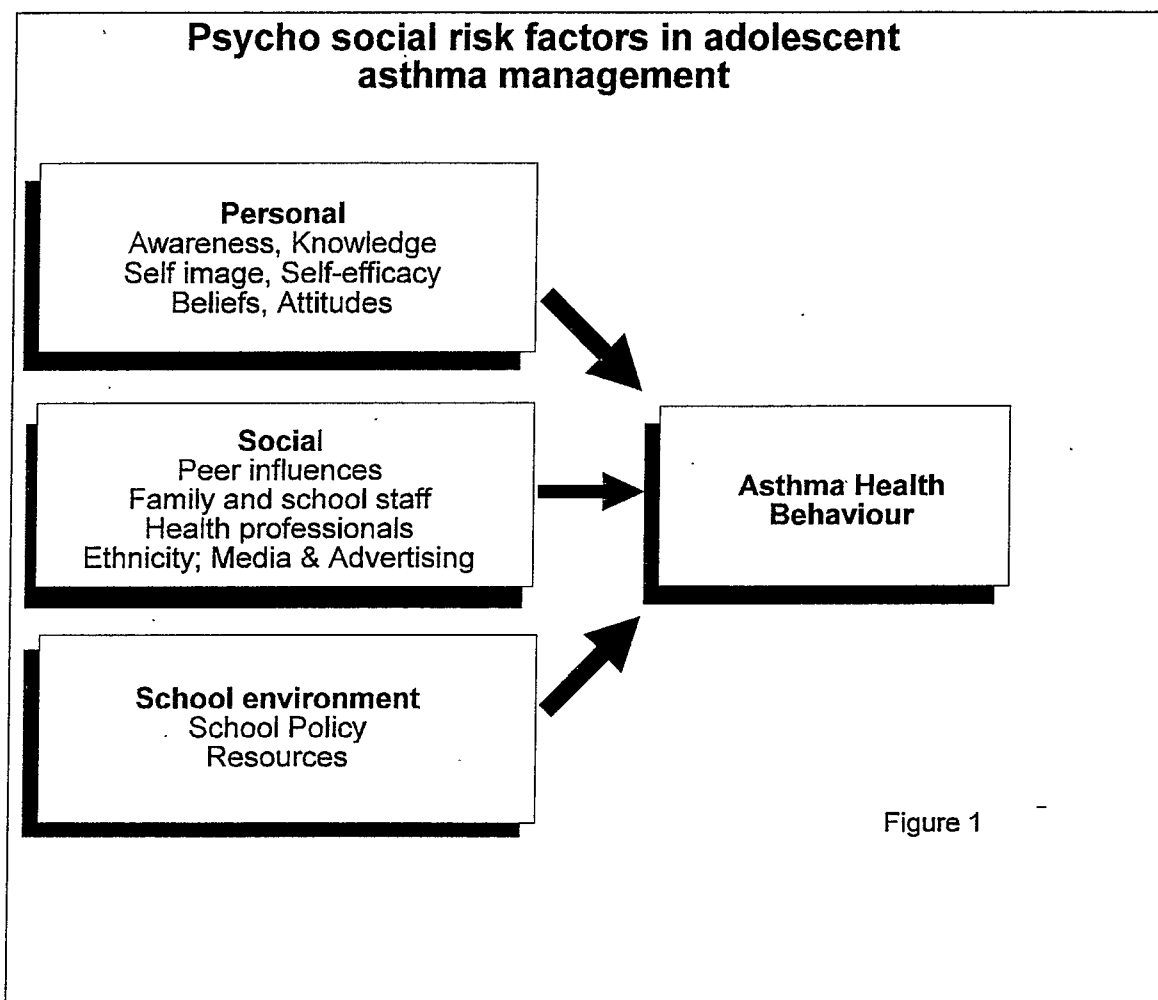 Psycho social risk factors in adolescent
asthma management
Personal
Awareness, Knowledge
Self image, Self-efficacy
Beliefs, Attitudes
Social
Peer influences
Family and school staff
Health professionals
Ethnicity; Media & Advertising
School environment
School Policy
Resources
Asthma Health
Behaviour
Figure 1